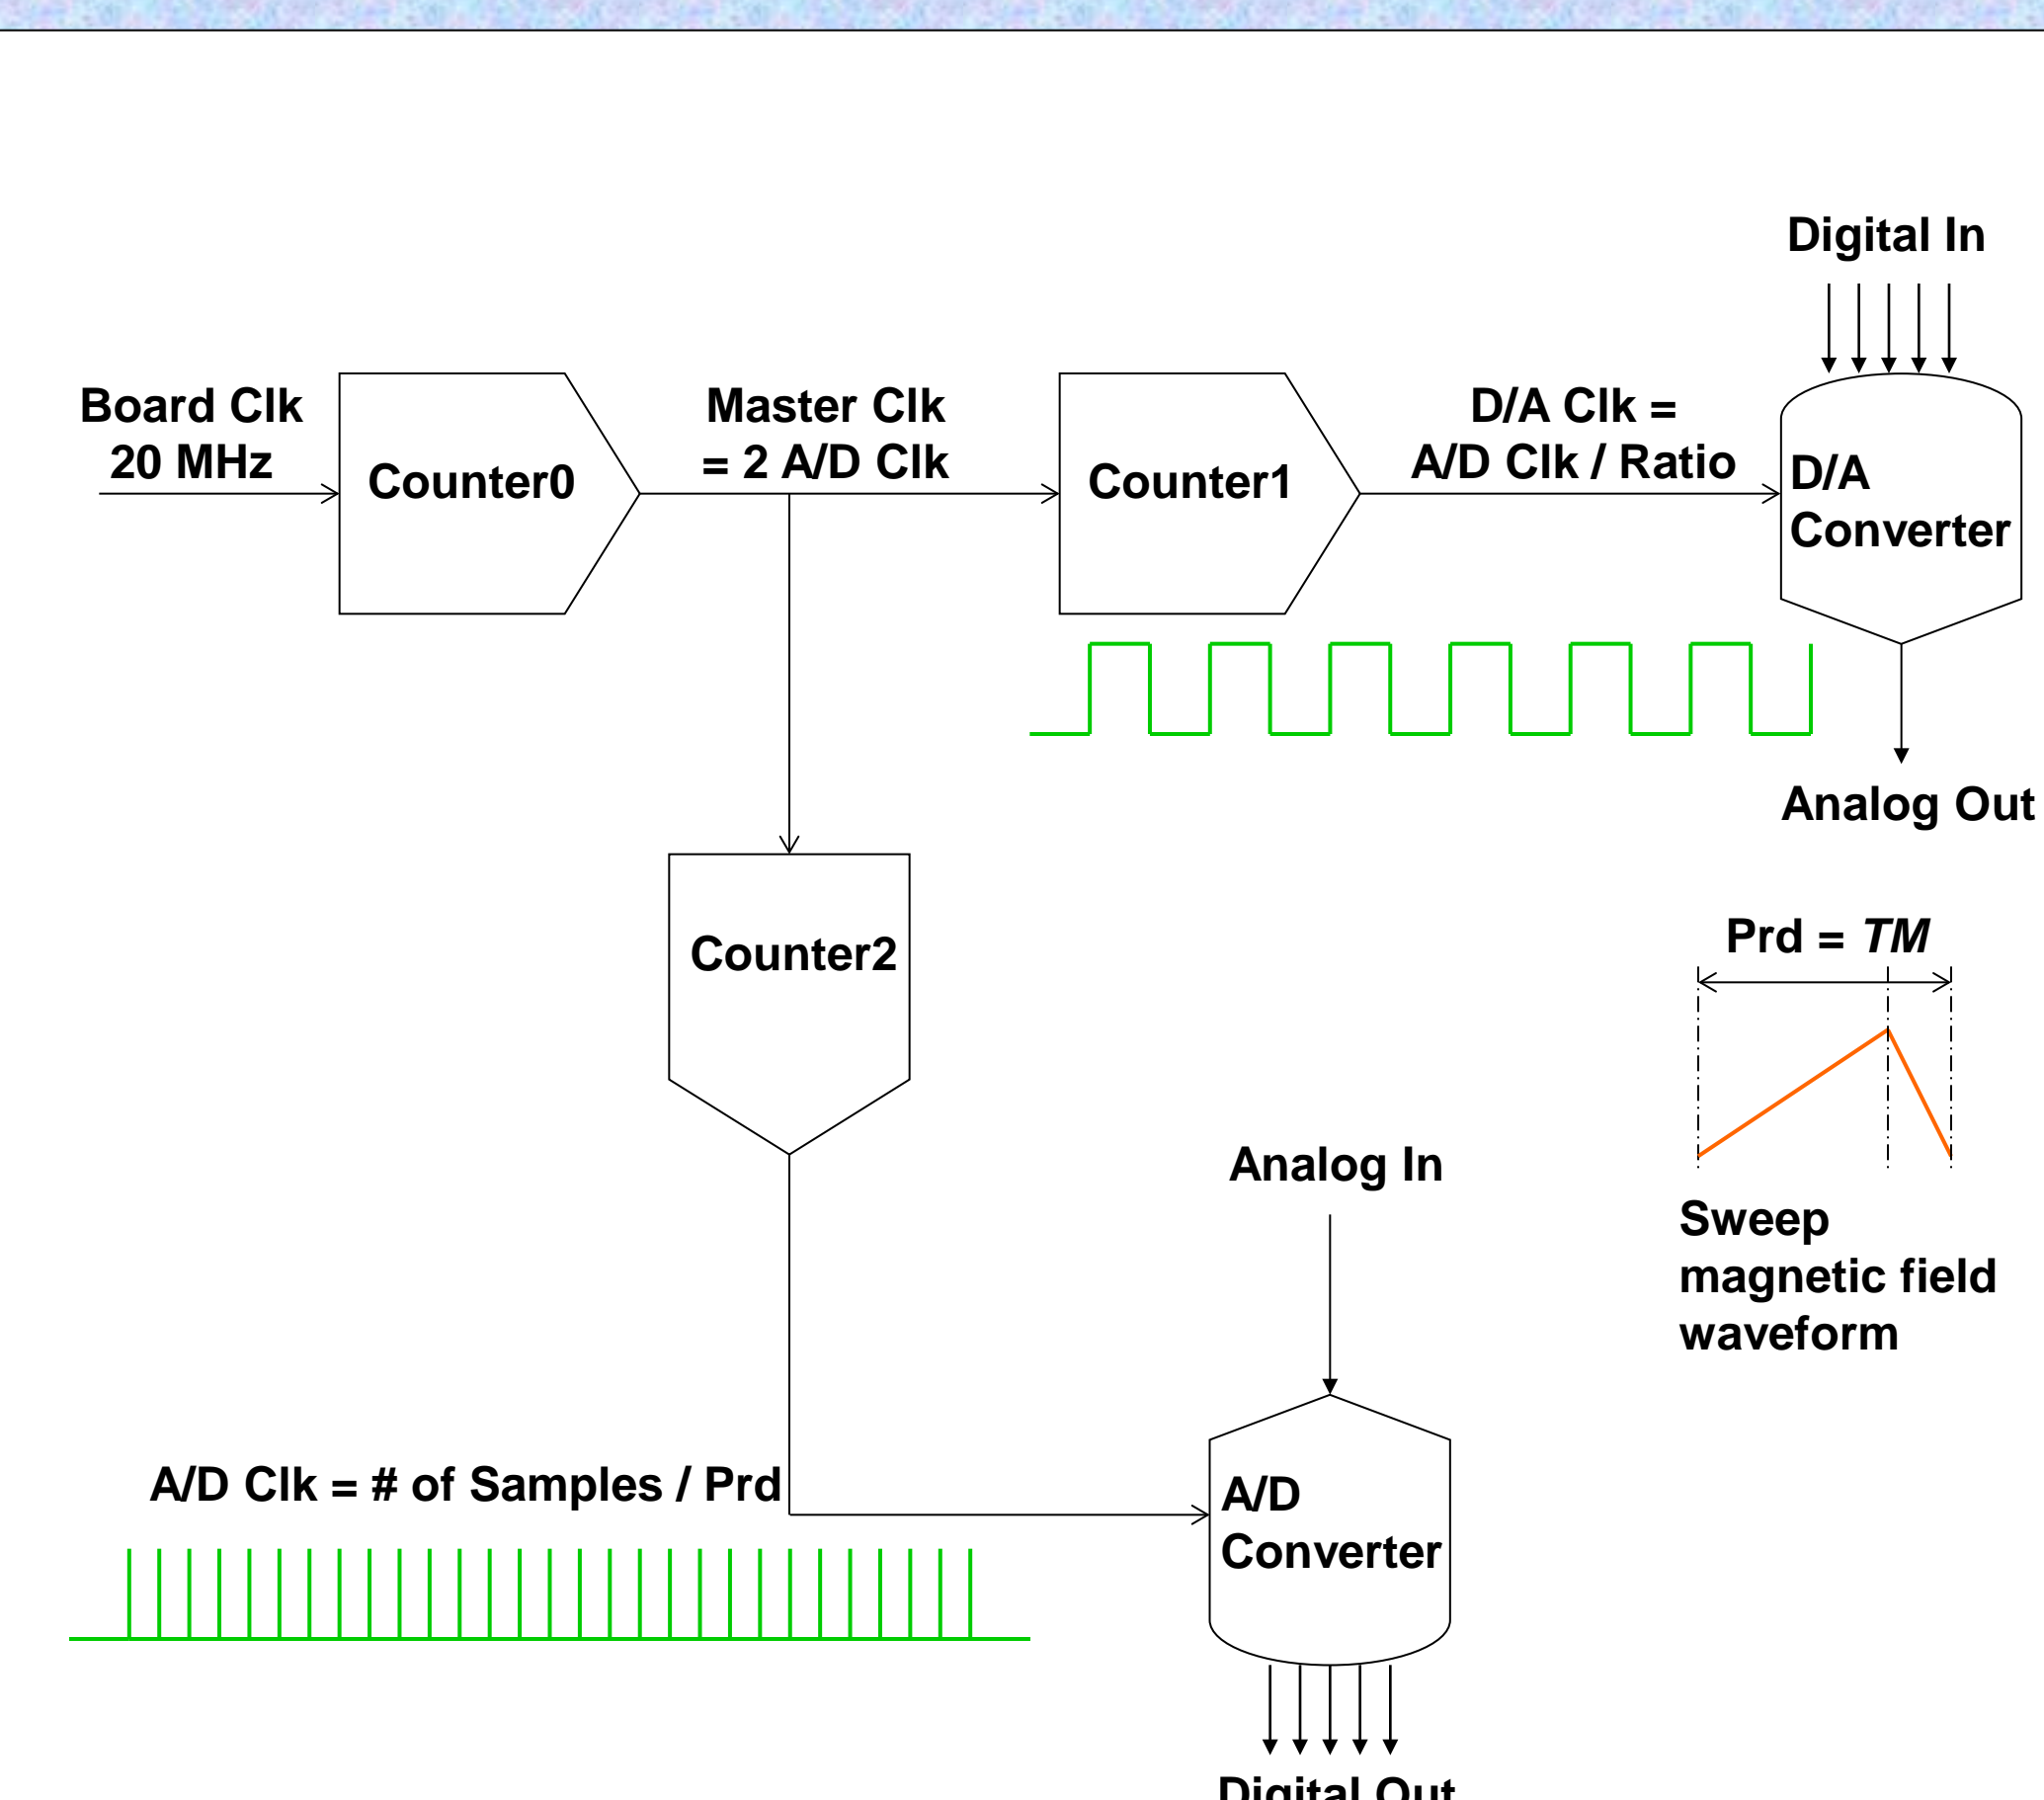 Digital In
Board Clk
20 MHz
Counter0
Master Clk
= 2 A/D Clk
Counter1
D/A Clk =
A/D Clk / Ratio
D/A
Converter
Analog Out
Counter2
Prd = TM
Analog In
Sweep
magnetic field
waveform
A/D Clk = # of Samples / Prd
A/D
Converter
Digital Out